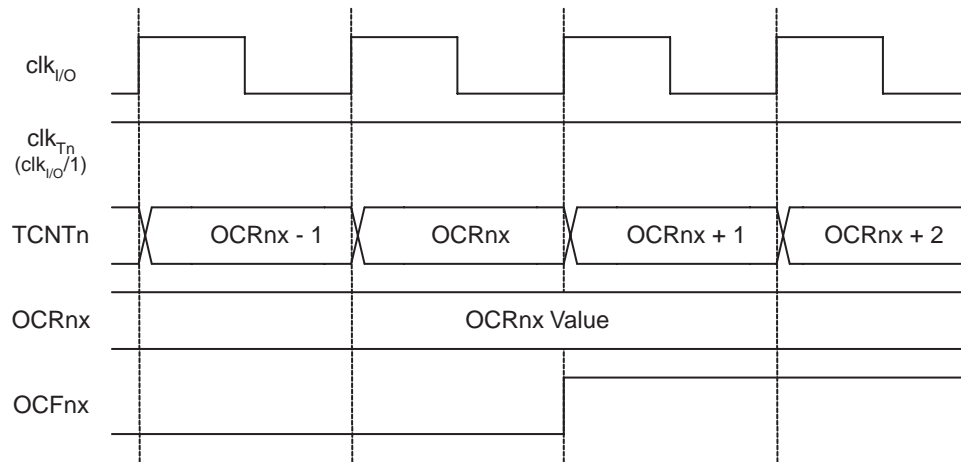 clkI/O
clkTn
(clkI/O/1)
TCNTn
OCRnx - 1
OCRnx
OCRnx + 1
OCRnx + 2
OCRnx
OCRnx Value
OCFnx